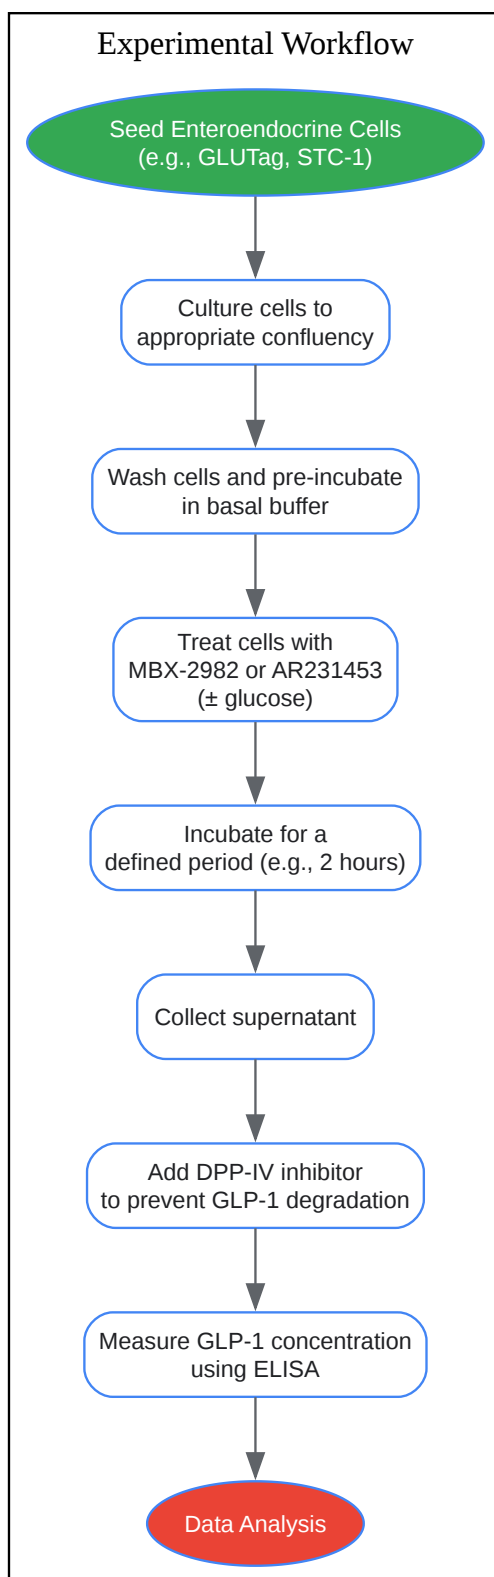 Experimental Workflow
Seed Enteroendocrine Cells
(e.g., GLUTag, STC-1)
Culture cells to
appropriate confluency
Wash cells and pre-incubate
in basal buffer
Treat cells with
MBX-2982 or AR231453
(± glucose)
Incubate for a
defined period (e.g., 2 hours)
Collect supernatant
Add DPP-IV inhibitor
to prevent GLP-1 degradation
Measure GLP-1 concentration
using ELISA
Data Analysis